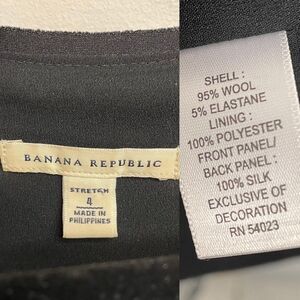 BANANA REPUBLIC
STRETCH
4
MADE IN
PHILIPPINES
SHELL :
95% WOOL
5% ELASTANE
LINING :
100% POLYESTER
FRONT PANEL/
BACK PANEL :
100% SILK
EXCLUSIVE OF
DECORATION
RN 54023